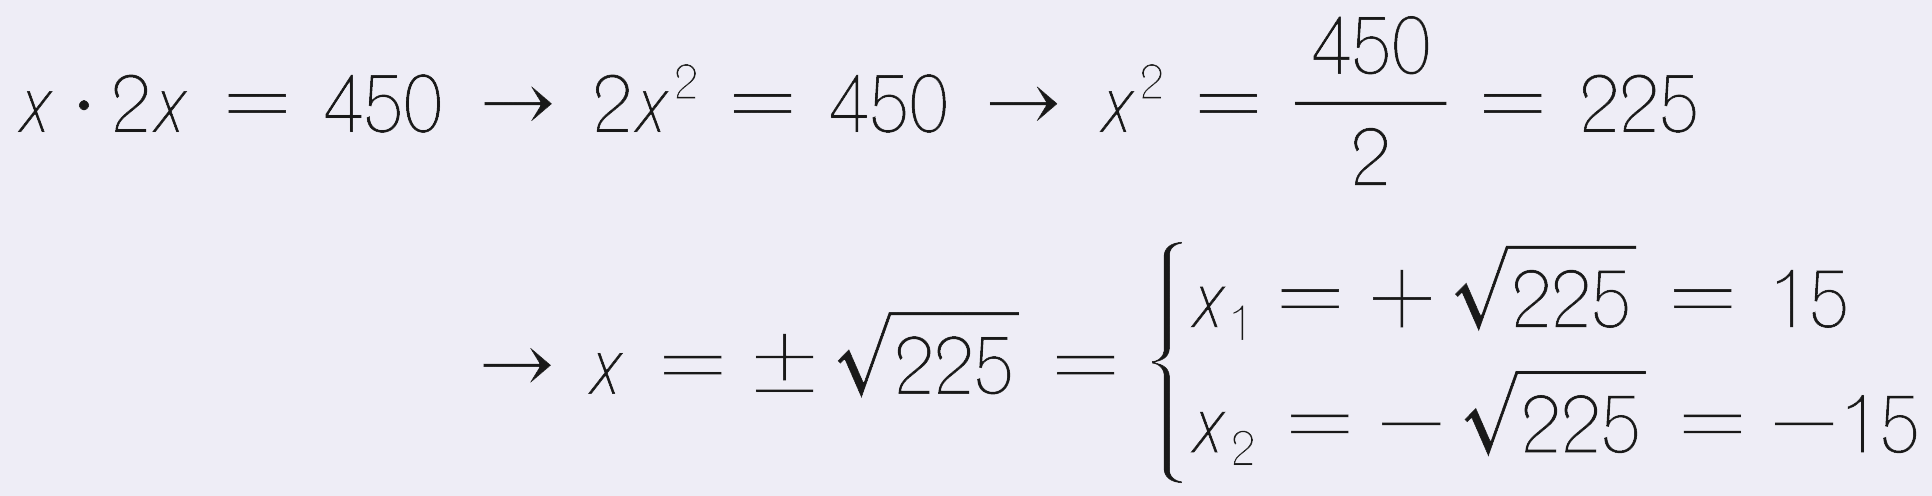 x · 2x = 450 → 2x² = 450 → x² = 450/2 = 225
→ x = ± √225 = { x₁ = + √225 = 15
x₂ = − √225 = −15